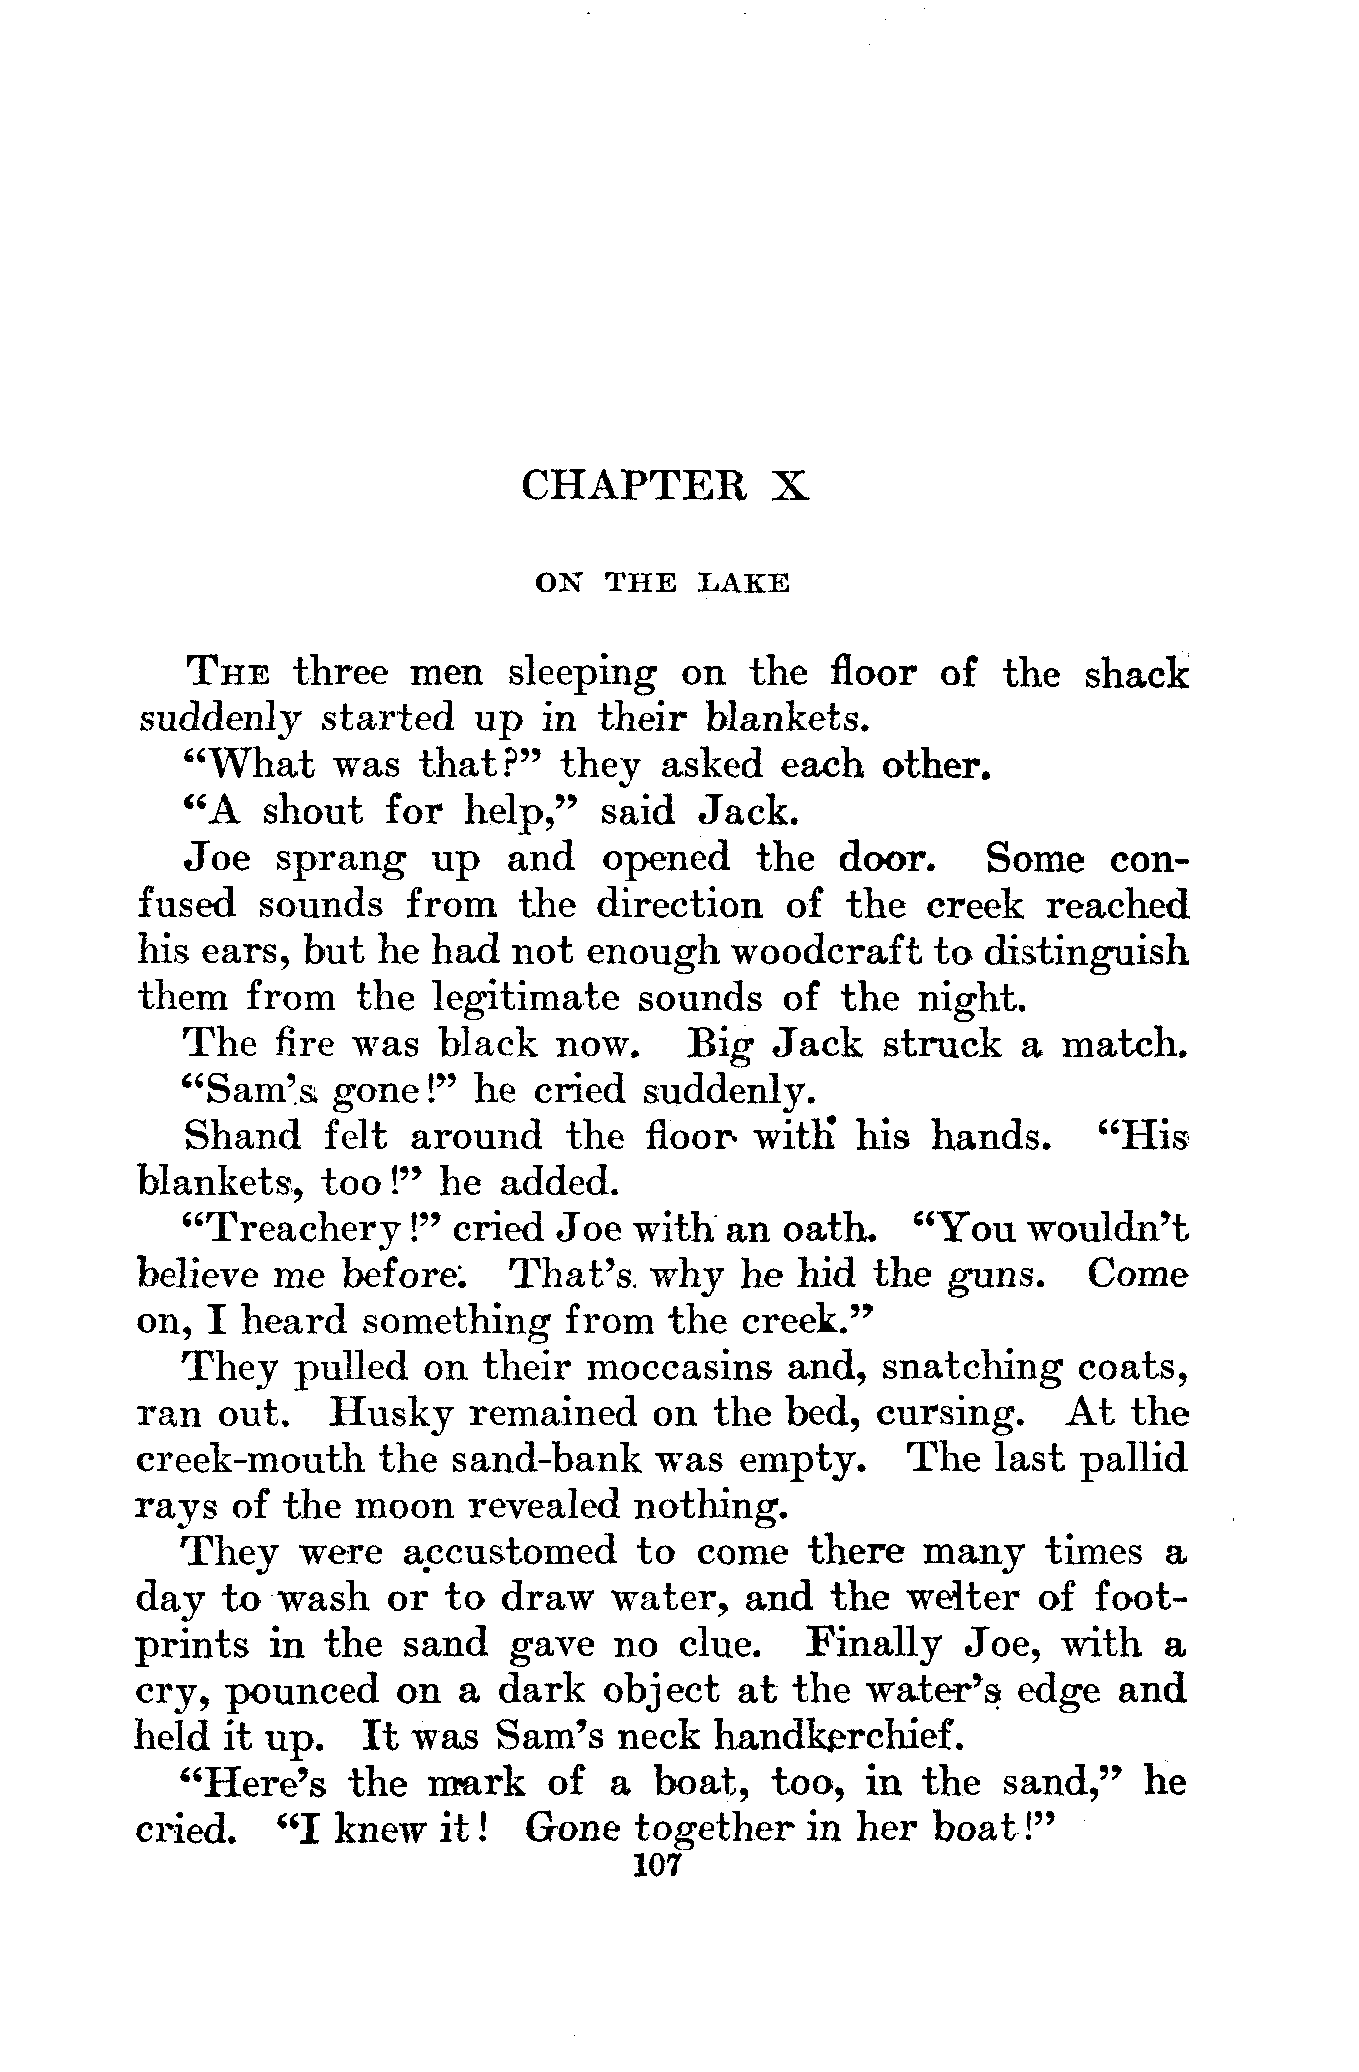 CHAPTER X
ON THE LAKE
THE three men sleeping on the floor of the shack
suddenly started up in their blankets.
“What was that?” they asked each other.
“A shout for help,” said Jack.
Joe sprang up and opened the door. Some con-
fused sounds from the direction of the creek reached
his ears, but he had not enough woodcraft to distinguish
them from the legitimate sounds of the night.
The fire was black now. Big Jack struck a match.
“Sam’s gone!” he cried suddenly.
Shand felt around the floor with his hands. “His
blankets, too!” he added.
“Treachery!” cried Joe with an oath. “You wouldn’t
believe me before. That’s why he hid the guns. Come
on, I heard something from the creek.”
They pulled on their moccasins and, snatching coats,
ran out. Husky remained on the bed, cursing. At the
creek-mouth the sand-bank was empty. The last pallid
rays of the moon revealed nothing.
They were accustomed to come there many times a
day to wash or to draw water, and the welter of foot-
prints in the sand gave no clue. Finally Joe, with a
cry, pounced on a dark object at the water’s edge and
held it up. It was Sam’s neck handkerchief.
“Here’s the mark of a boat, too, in the sand,” he
cried. “I knew it! Gone together in her boat!”
107